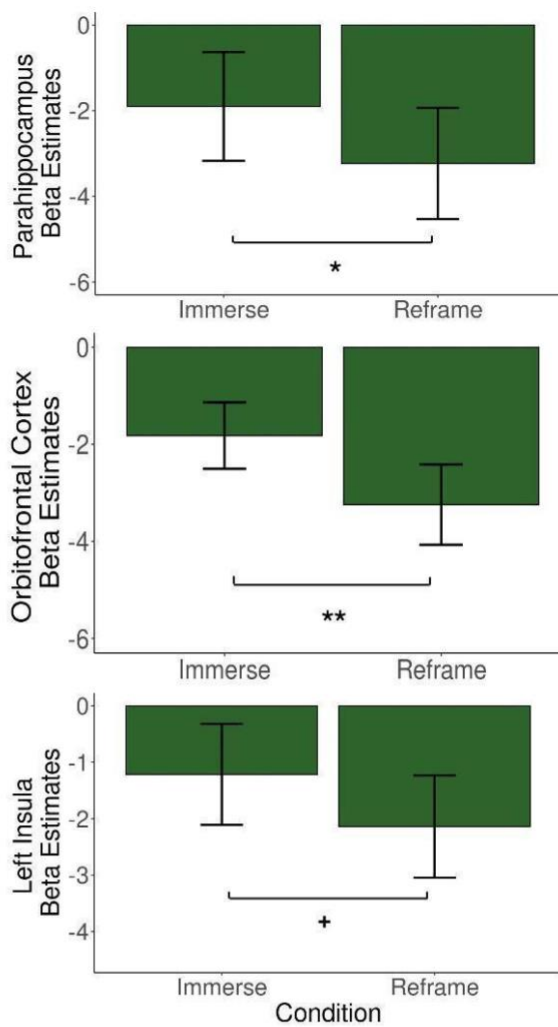 Parahippocampus
Beta Estimates
0
-2
-4
-6
*
Immerse Reframe
Orbitofrontal Cortex
Beta Estimates
0
-2
-4
-6
**
Immerse Reframe
Left Insula
Beta Estimates
0
-1
-2
-3
-4
+
Immerse Reframe
Condition